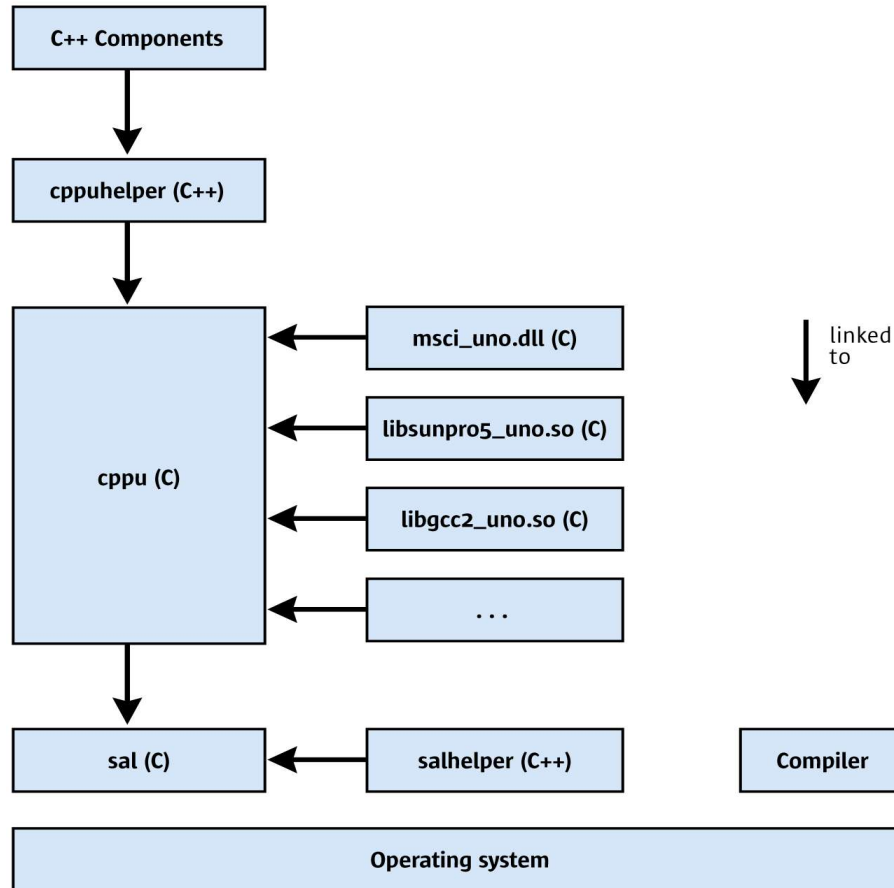 C++ Components
cppuhelper (C++)
cppu (C)
msci_uno.dll (C)
libsunpro5_uno.so (C)
libgcc2_uno.so (C)
...
linked
to
sal (C)
salhelper (C++)
Compiler
Operating system